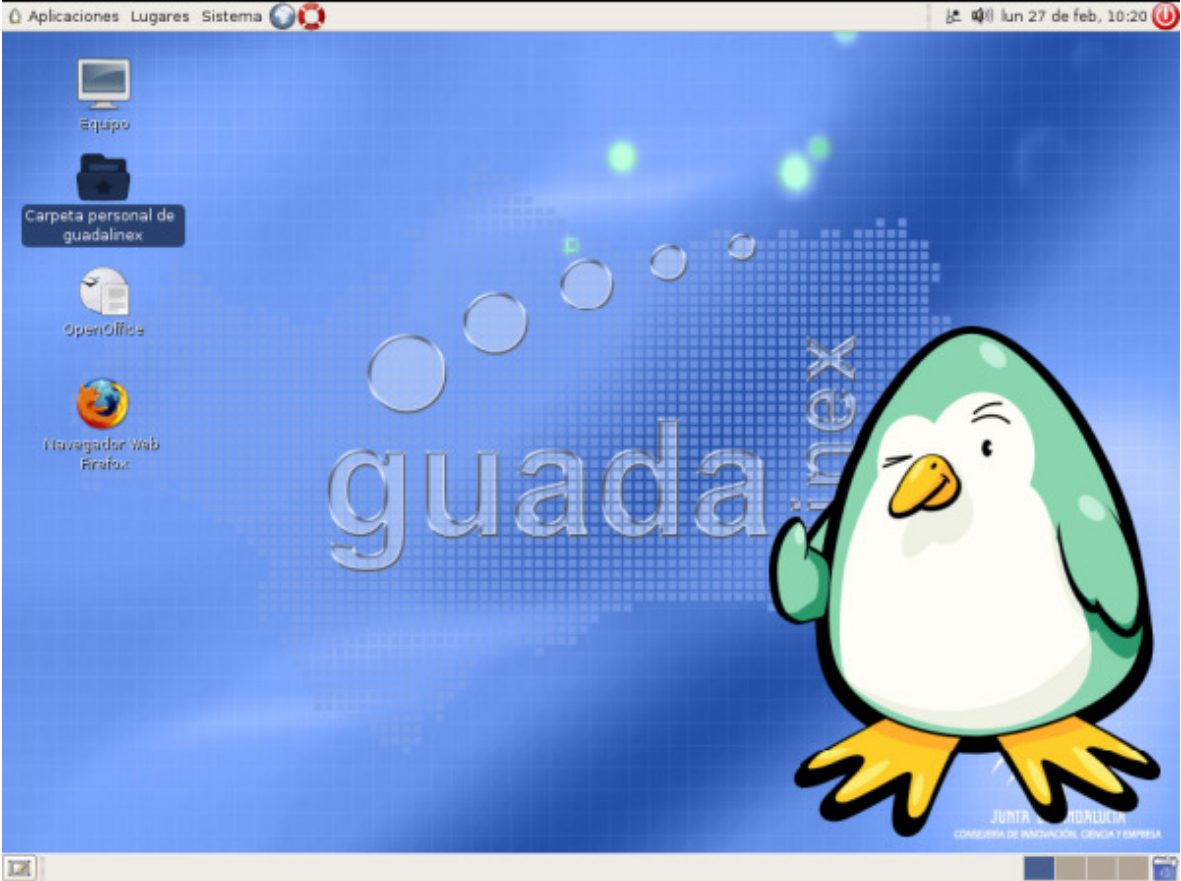 Aplicaciones Lugares Sistema
lun 27 de feb, 10:20
Equipo
Carpeta personal de
guadalinex
OpenOffice
Navegador Web
Firefox
guada
inex
JUNTA
CONSEJERÍA DE INNOVACIÓN, CIENCIA Y EMPRESA